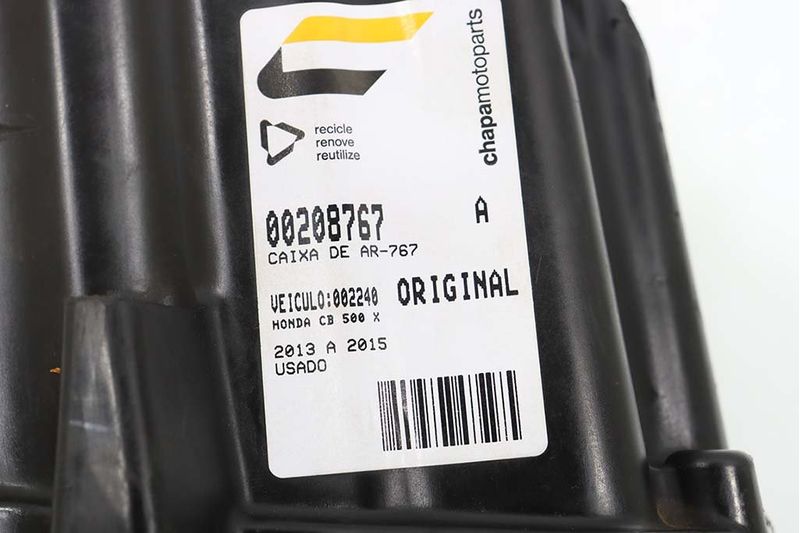 chapamotoparts
recicle
renove
reutilize
00208767 A
CAIXA DE AR-767
VEICULO:002240 ORIGINAL
HONDA CB 500 X
2013 A 2015
USADO